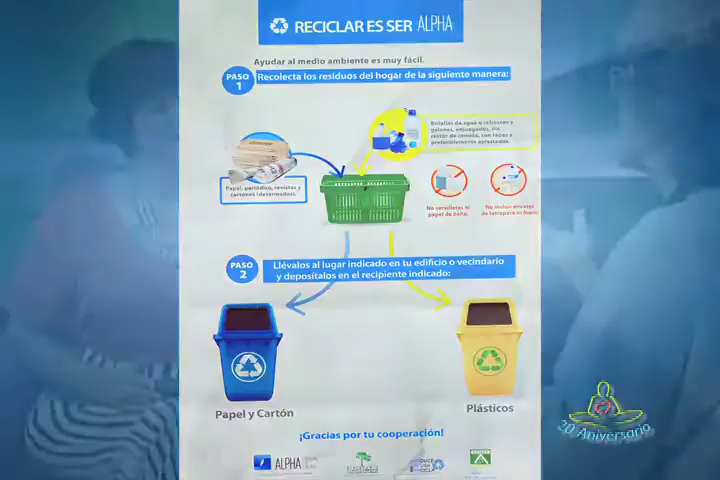 RECICLAR ES SER ALPHA
Ayudar al medio ambiente es muy fácil.
PASO
1
Recolecta los residuos del hogar de la siguiente manera:
Botellas de agua o refrescos y
galones, enjuagados, sin
restos de comida, con tapas y
preferiblemente aplastados.
Papel, periódico, revistas y
cartones (desarmados).
No servilletas ni
papel de baño.
No incluir envases
de tetrapack ni foam.
PASO
2
Llévalos al lugar indicado en tu edificio o vecindario
y depositalos en el recipiente indicado:
Papel y Cartón
Plásticos
¡Gracias por tu cooperación!
ALPHA
20 Aniversario